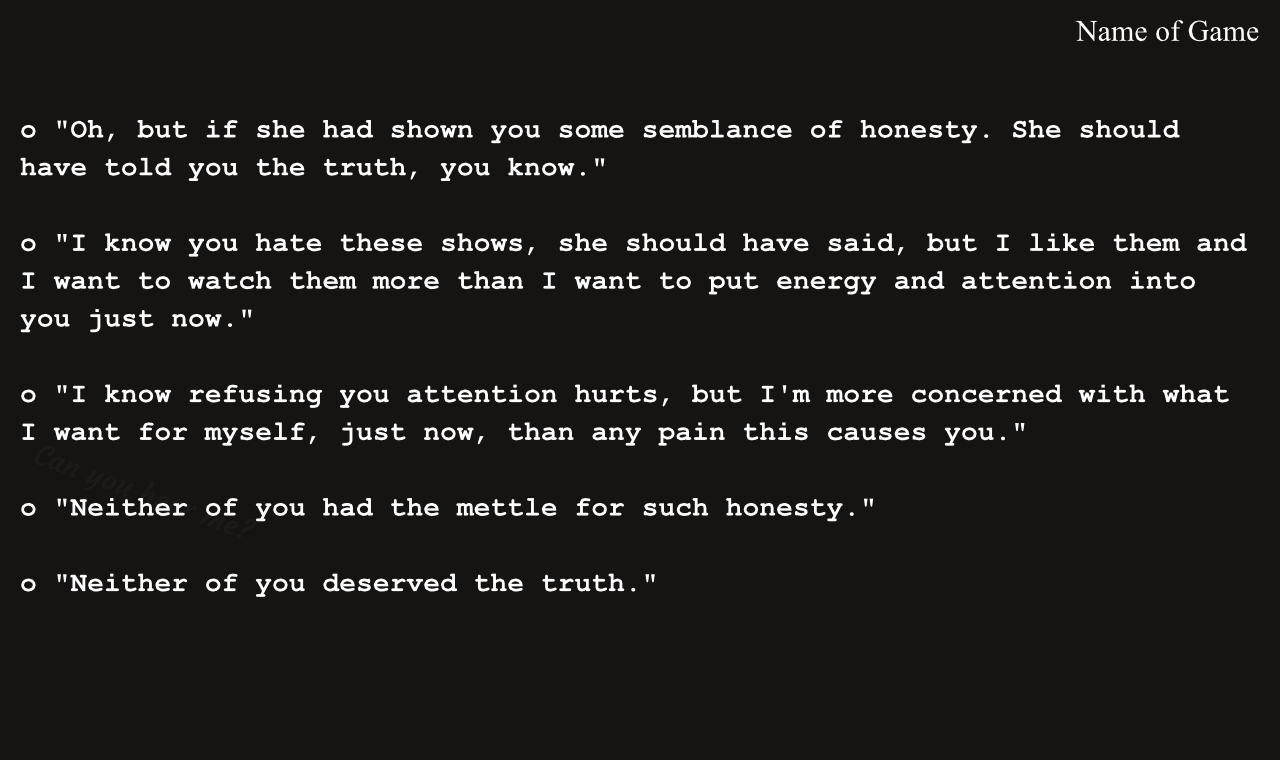 Name of Game
o "Oh, but if she had shown you some semblance of honesty. She should
have told you the truth, you know."
o "I know you hate these shows, she should have said, but I like them and
I want to watch them more than I want to put energy and attention into
you just now."
o "I know refusing you attention hurts, but I'm more concerned with what
I want for myself, just now, than any pain this causes you."
Can you hear me?
o "Neither of you had the mettle for such honesty."
o "Neither of you deserved the truth."